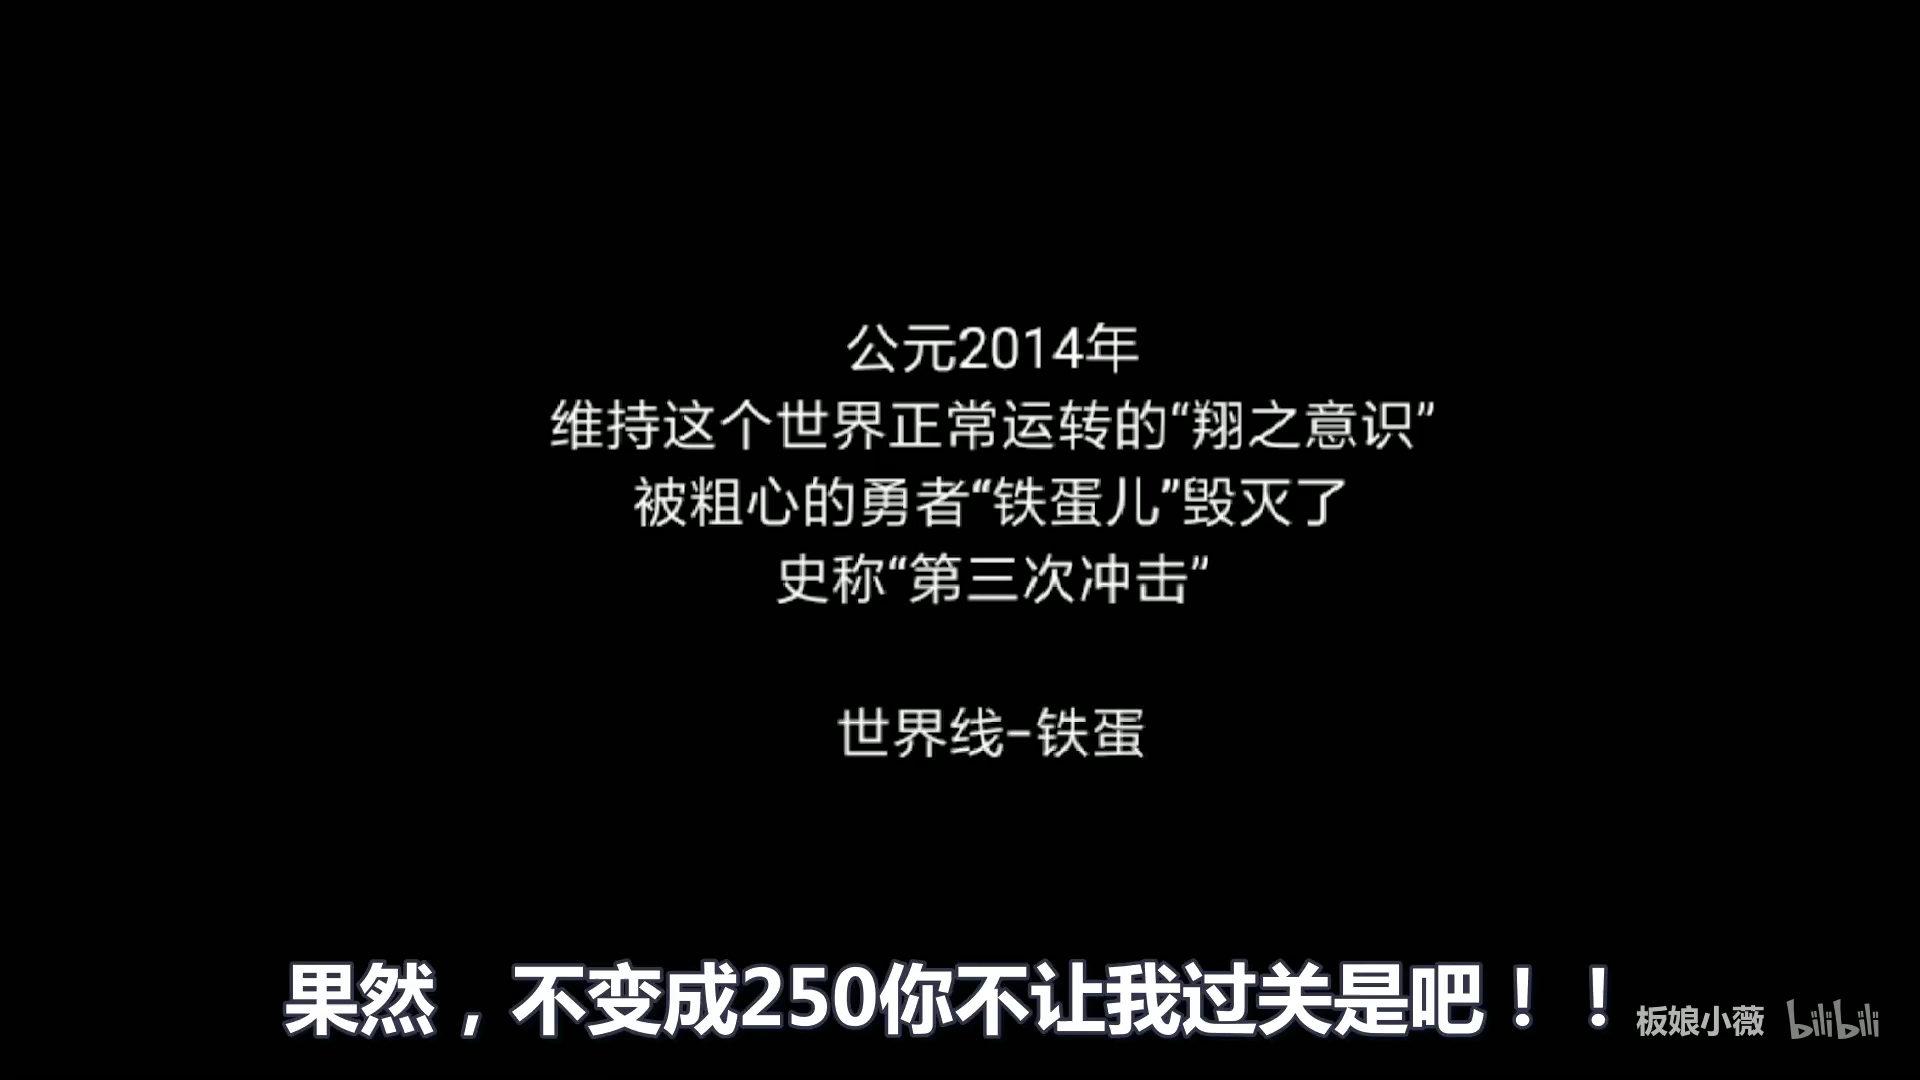 公元2014年
维持这个世界正常运转的“翔之意识”
被粗心的勇者“铁蛋儿”毁灭了
史称“第三次冲击”
世界线-铁蛋
果然，不变成250你不让我过关是吧！！
板娘小薇 bilibili